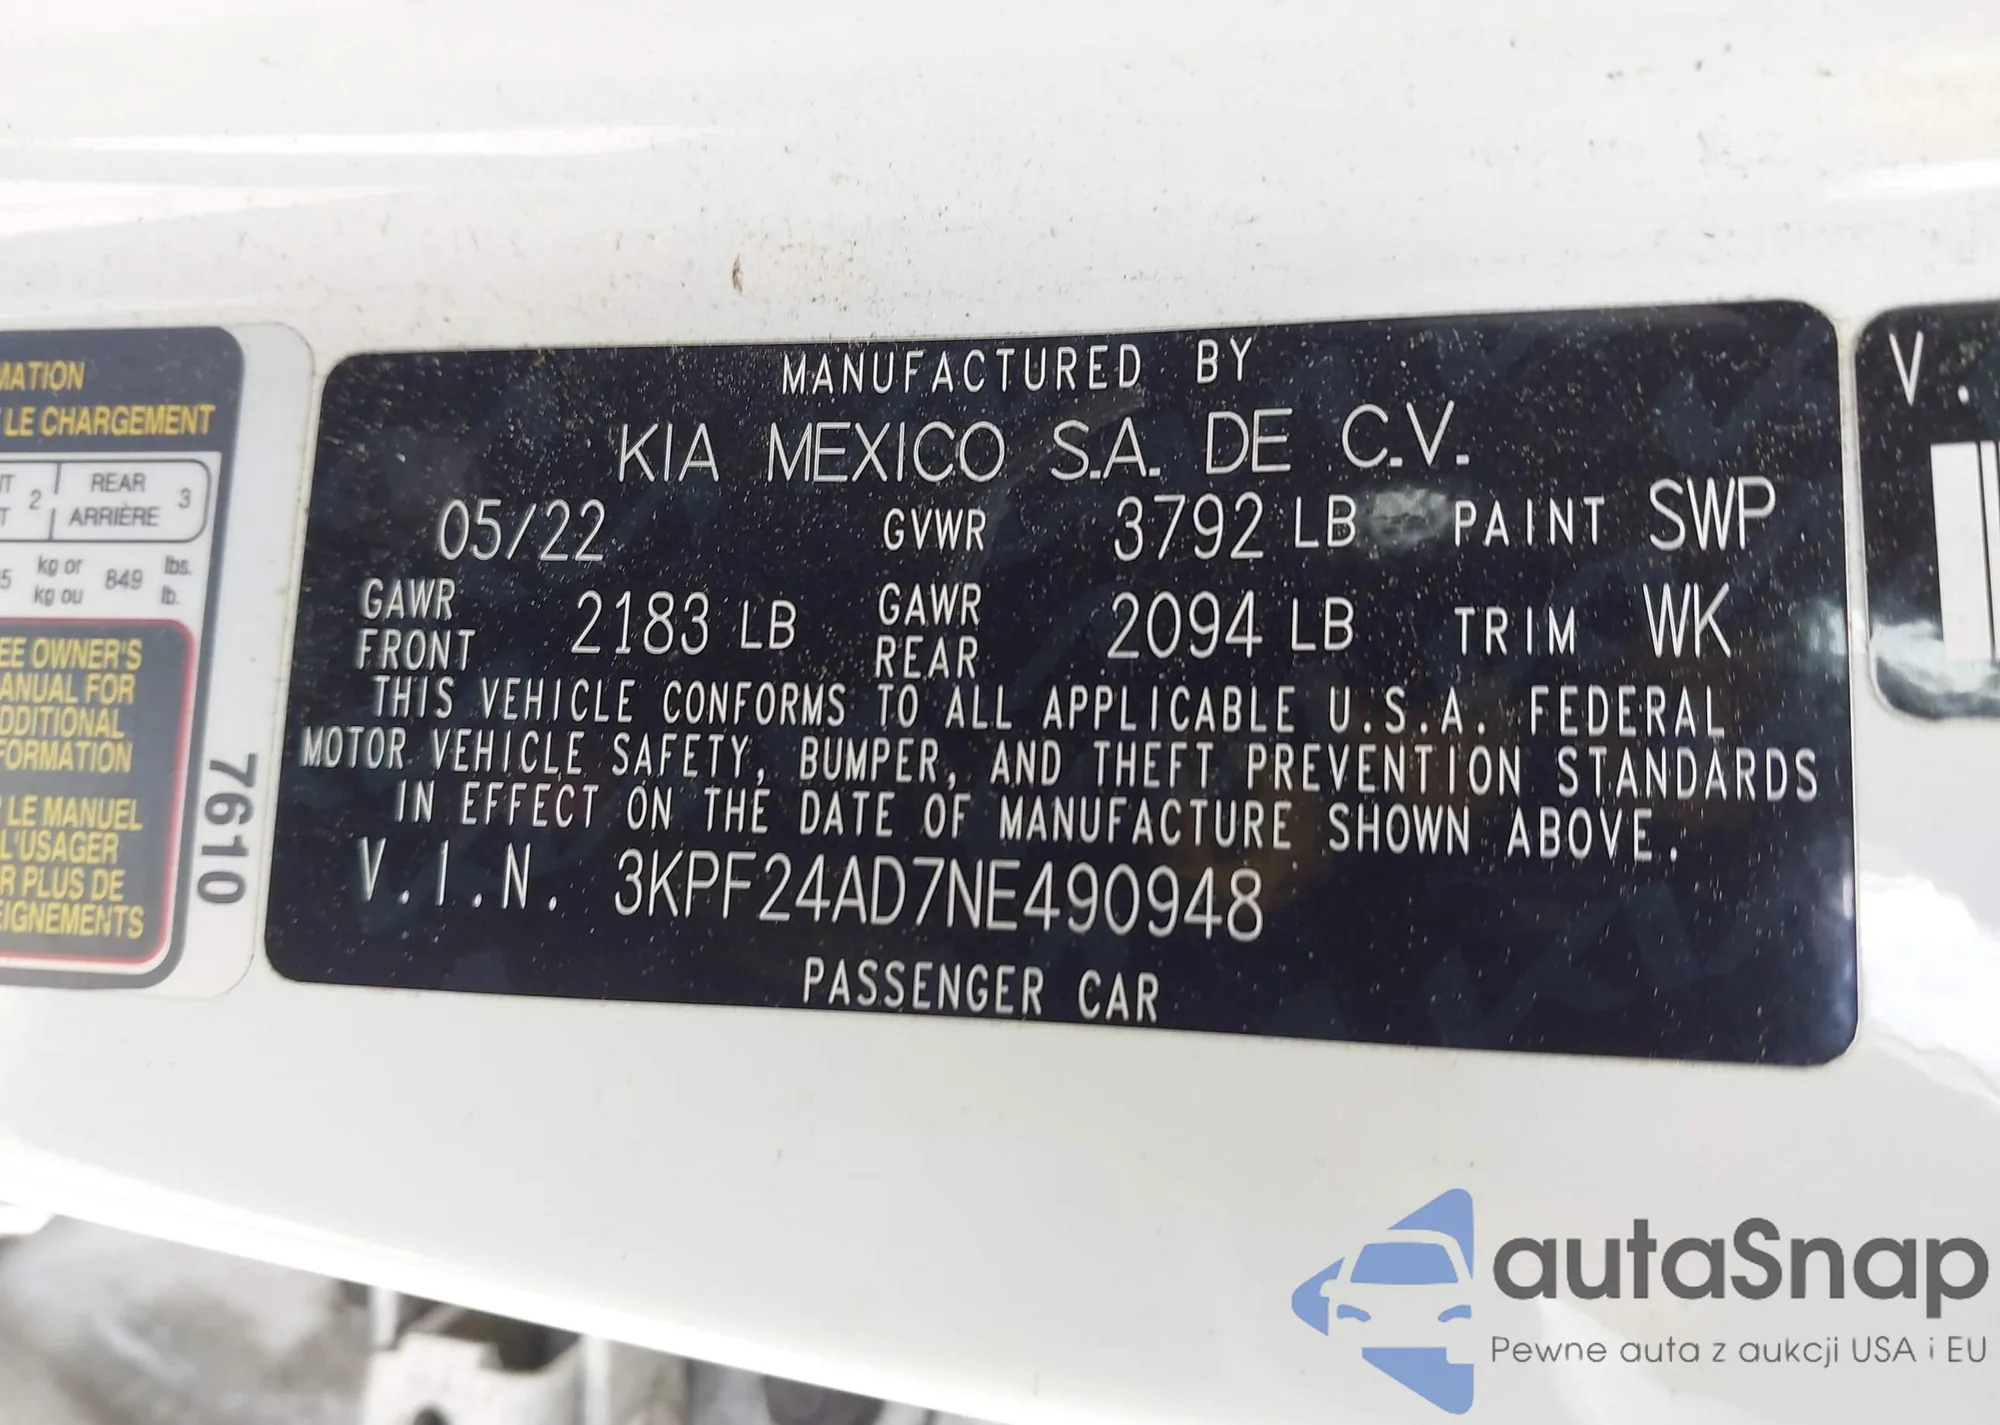 MATION
LE CHARGEMENT
2 REAR 3
ARRIÈRE
kg or 849 lbs.
kg ou lb.
EE OWNER'S
ANUAL FOR
DDITIONAL
FORMATION
LE MANUEL
L'USAGER
R PLUS DE
EIGNEMENTS
7610
MANUFACTURED BY
KIA MEXICO S.A. DE C.V.
05/22 GVWR 3792 LB PAINT SWP
GAWR FRONT 2183 LB GAWR REAR 2094 LB TRIM WK
THIS VEHICLE CONFORMS TO ALL APPLICABLE U.S.A. FEDERAL
MOTOR VEHICLE SAFETY, BUMPER, AND THEFT PREVENTION STANDARDS
IN EFFECT ON THE DATE OF MANUFACTURE SHOWN ABOVE.
V.I.N. 3KPF24AD7NE490948
PASSENGER CAR
V.
autaSnap
Pewne auta z aukcji USA i EU